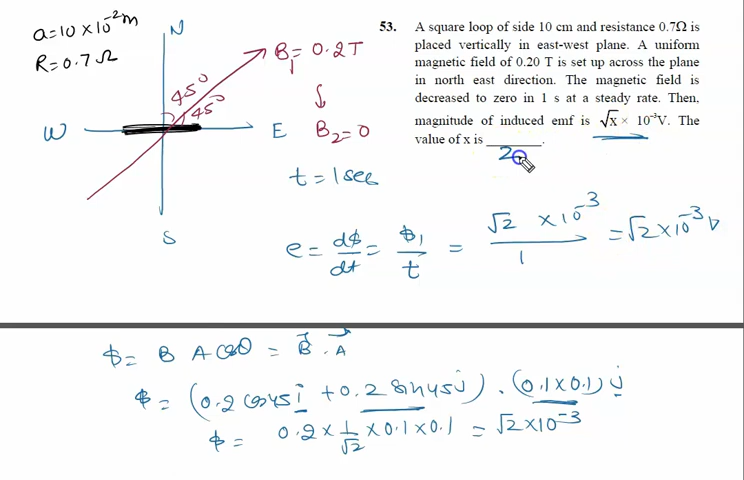 a=10×10⁻²m
R=0.7Ω
N
B₁= 0.2T
45°
45°
W
E
↓
B₂=0
t=1sec
S
53. A square loop of side 10 cm and resistance 0.7Ω is
placed vertically in east-west plane. A uniform
magnetic field of 0.20 T is set up across the plane
in north east direction. The magnetic field is
decreased to zero in 1 s at a steady rate. Then,
magnitude of induced emf is √x × 10⁻³V. The
value of x is ________.
2
e = dϕ/dt = ϕ₁/t = √2 × 10⁻³/1 = √2×10⁻³ V
ϕ = B A cosθ = B⃗ . A⃗
ϕ = (0.2 cos45 i + 0.2 sin45 j) . (0.1×0.1) j
ϕ = 0.2 × 1/√2 × 0.1 × 0.1 = √2×10⁻³